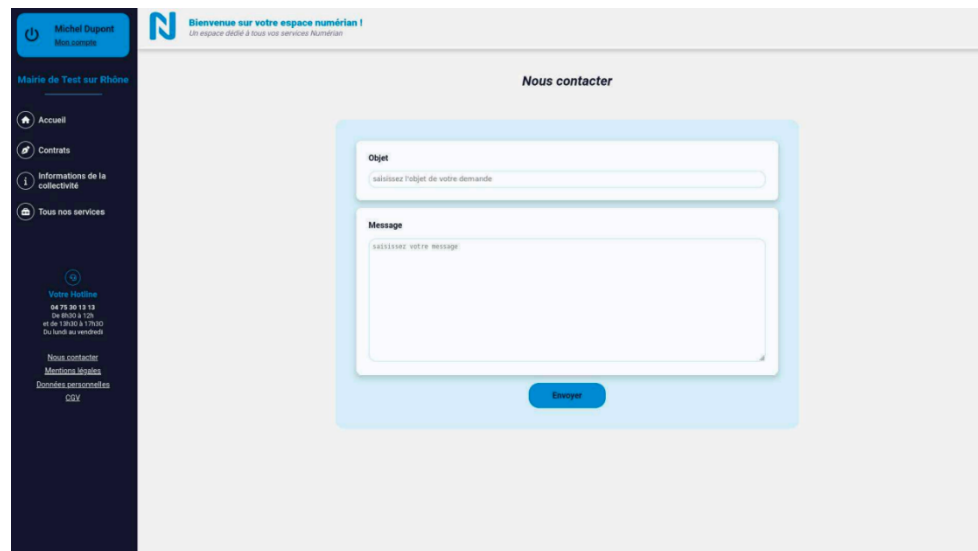 Michel Dupont
Mon compte
Mairie de Test sur Rhône
Accueil
Contrats
Informations de la
collectivité
Tous nos services
Votre Hotline
04 75 30 13 13
De 8h30 à 12h
et de 13h30 à 17h30
Du lundi au vendredi
Nous contacter
Mentions légales
Données personnelles
CGV
N
Bienvenue sur votre espace numérian !
Un espace dédié à tous vos services Numérian
Nous contacter
Objet
saisissez l'objet de votre demande
Message
saisissez votre message
Envoyer